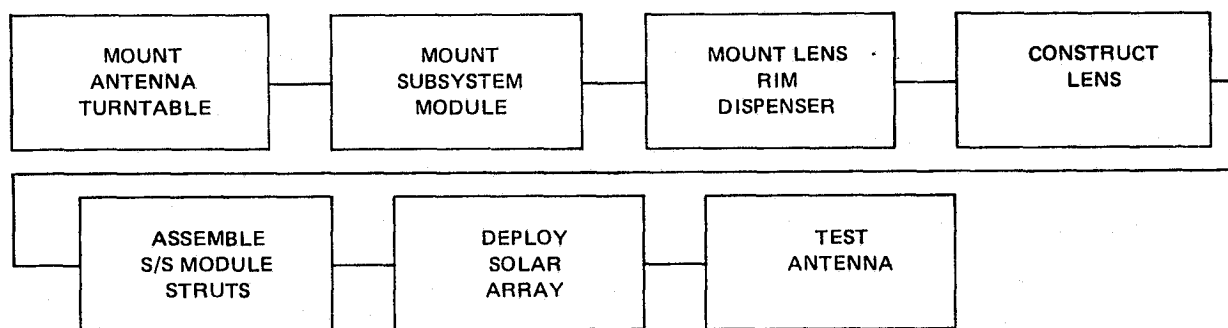 MOUNT
ANTENNA
TURNTABLE
MOUNT
SUBSYSTEM
MODULE
MOUNT LENS
RIM
DISPENSER
CONSTRUCT
LENS
ASSEMBLE
S/S MODULE
STRUTS
DEPLOY
SOLAR
ARRAY
TEST
ANTENNA